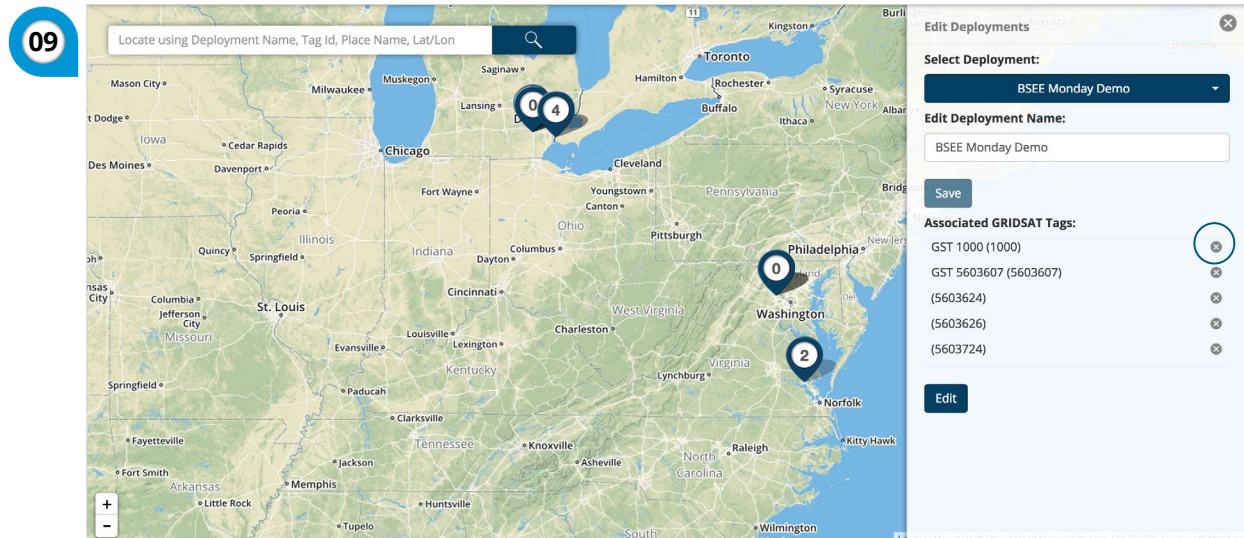 09
Locate using Deployment Name, Tag Id, Place Name, Lat/Lon
11
Kingston
Toronto
Mason City
Milwaukee
Muskegon
Saginaw
Hamilton
Rochester
Syracuse
Lansing
0
4
Buffalo
New York
Ithaca
t Dodge
Iowa
Cedar Rapids
Chicago
Des Moines
Davenport
Cleveland
Fort Wayne
Youngstown
Pennsylvania
Canton
Peoria
Ohio
Pittsburgh
Illinois
Indiana
Columbus
Philadelphia
Quincy
Springfield
Dayton
0
City
Columbia
Cincinnati
West Virginia
Jefferson
City
St. Louis
Washington
Del
Missouri
Louisville
Charleston
Evansville
Lexington
2
Kentucky
Virginia
Lynchburg
Springfield
Paducah
Norfolk
Clarksville
Fayetteville
Tennessee
Knoxville
Raleigh
Kitty Hawk
Jackson
Asheville
North
Carolina
Fort Smith
Arkansas
Memphis
+
Little Rock
Huntsville
−
Tupelo
Wilmington
South
Edit Deployments
Select Deployment:
BSEE Monday Demo
Edit Deployment Name:
BSEE Monday Demo
Save
Associated GRIDSAT Tags:
GST 1000 (1000)
GST 5603607 (5603607)
(5603624)
(5603626)
(5603724)
Edit